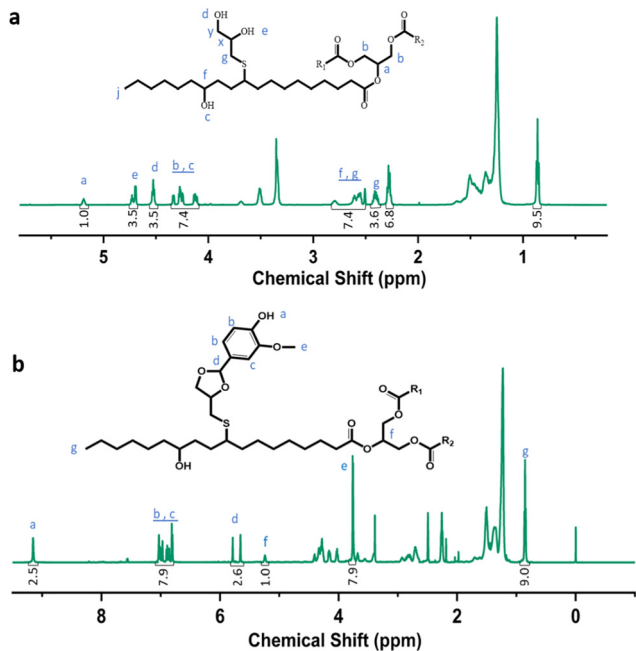 a
d
OH
y
OH
e
x
g
S
f
j
OH
c
O
O
R₁
O
b
O
a
O
b
O
R₂
a
e
d
b , c
f , g
g
1.0
3.5
3.5
7.4
7.4
3.6
6.8
9.5
5
4
3
2
1
Chemical Shift (ppm)
b
b
OH
a
b
O
e
c
d
O
O
S
g
OH
O
O
f
O
R₁
O
O
R₂
O
a
b , c
d
f
e
g
2.5
7.9
2.6
1.0
7.9
9.0
8
6
4
2
0
Chemical Shift (ppm)